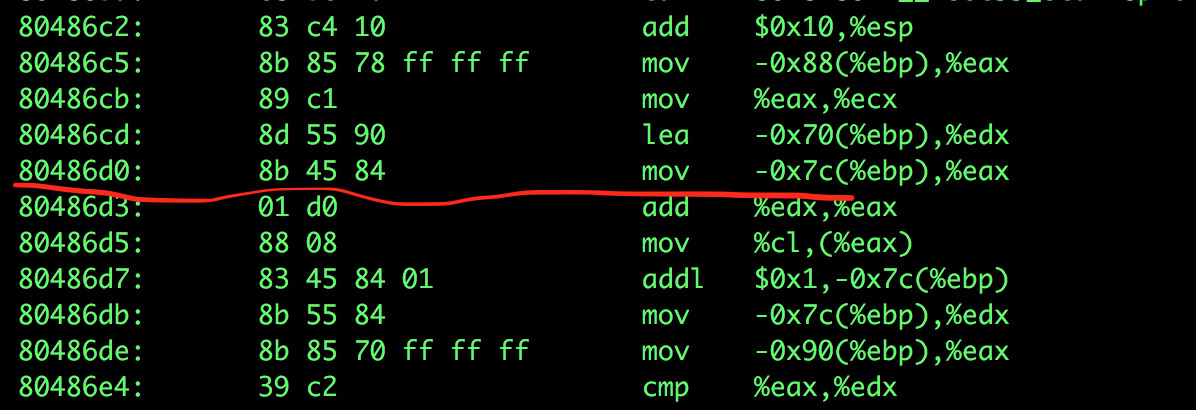 80486c2: 83 c4 10 add $0x10,%esp
80486c5: 8b 85 78 ff ff ff mov -0x88(%ebp),%eax
80486cb: 89 c1 mov %eax,%ecx
80486cd: 8d 55 90 lea -0x70(%ebp),%edx
80486d0: 8b 45 84 mov -0x7c(%ebp),%eax
80486d3: 01 d0 add %edx,%eax
80486d5: 88 08 mov %cl,(%eax)
80486d7: 83 45 84 01 addl $0x1,-0x7c(%ebp)
80486db: 8b 55 84 mov -0x7c(%ebp),%edx
80486de: 8b 85 70 ff ff ff mov -0x90(%ebp),%eax
80486e4: 39 c2 cmp %eax,%edx